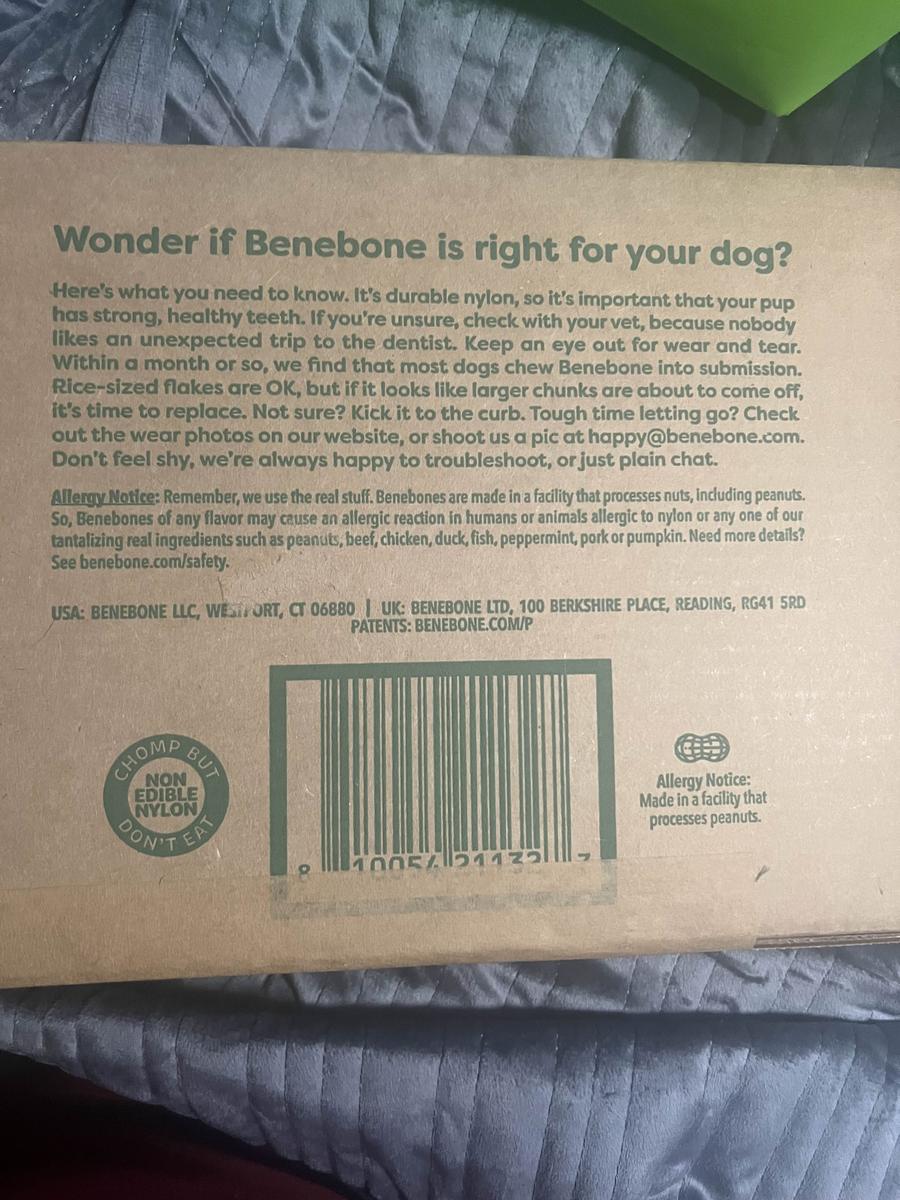 Wonder if Benebone is right for your dog?
Here's what you need to know. It's durable nylon, so it's important that your pup
has strong, healthy teeth. If you're unsure, check with your vet, because nobody
likes an unexpected trip to the dentist. Keep an eye out for wear and tear.
Within a month or so, we find that most dogs chew Benebone into submission.
Rice-sized flakes are OK, but if it looks like larger chunks are about to come off,
it's time to replace. Not sure? Kick it to the curb. Tough time letting go? Check
out the wear photos on our website, or shoot us a pic at happy@benebone.com.
Don't feel shy, we're always happy to troubleshoot, or just plain chat.
Allergy Notice: Remember, we use the real stuff. Benebones are made in a facility that processes nuts, including peanuts.
So, Benebones of any flavor may cause an allergic reaction in humans or animals allergic to nylon or any one of our
tantalizing real ingredients such as peanuts, beef, chicken, duck, fish, peppermint, pork or pumpkin. Need more details?
See benebone.com/safety.
USA: BENEBONE LLC, WESTPORT, CT 06880 | UK: BENEBONE LTD, 100 BERKSHIRE PLACE, READING, RG41 5RD
PATENTS: BENEBONE.COM/P
CHOMP BUT
NON
EDIBLE
NYLON
DON'T EAT
8 10054 21132 7
Allergy Notice:
Made in a facility that
processes peanuts.